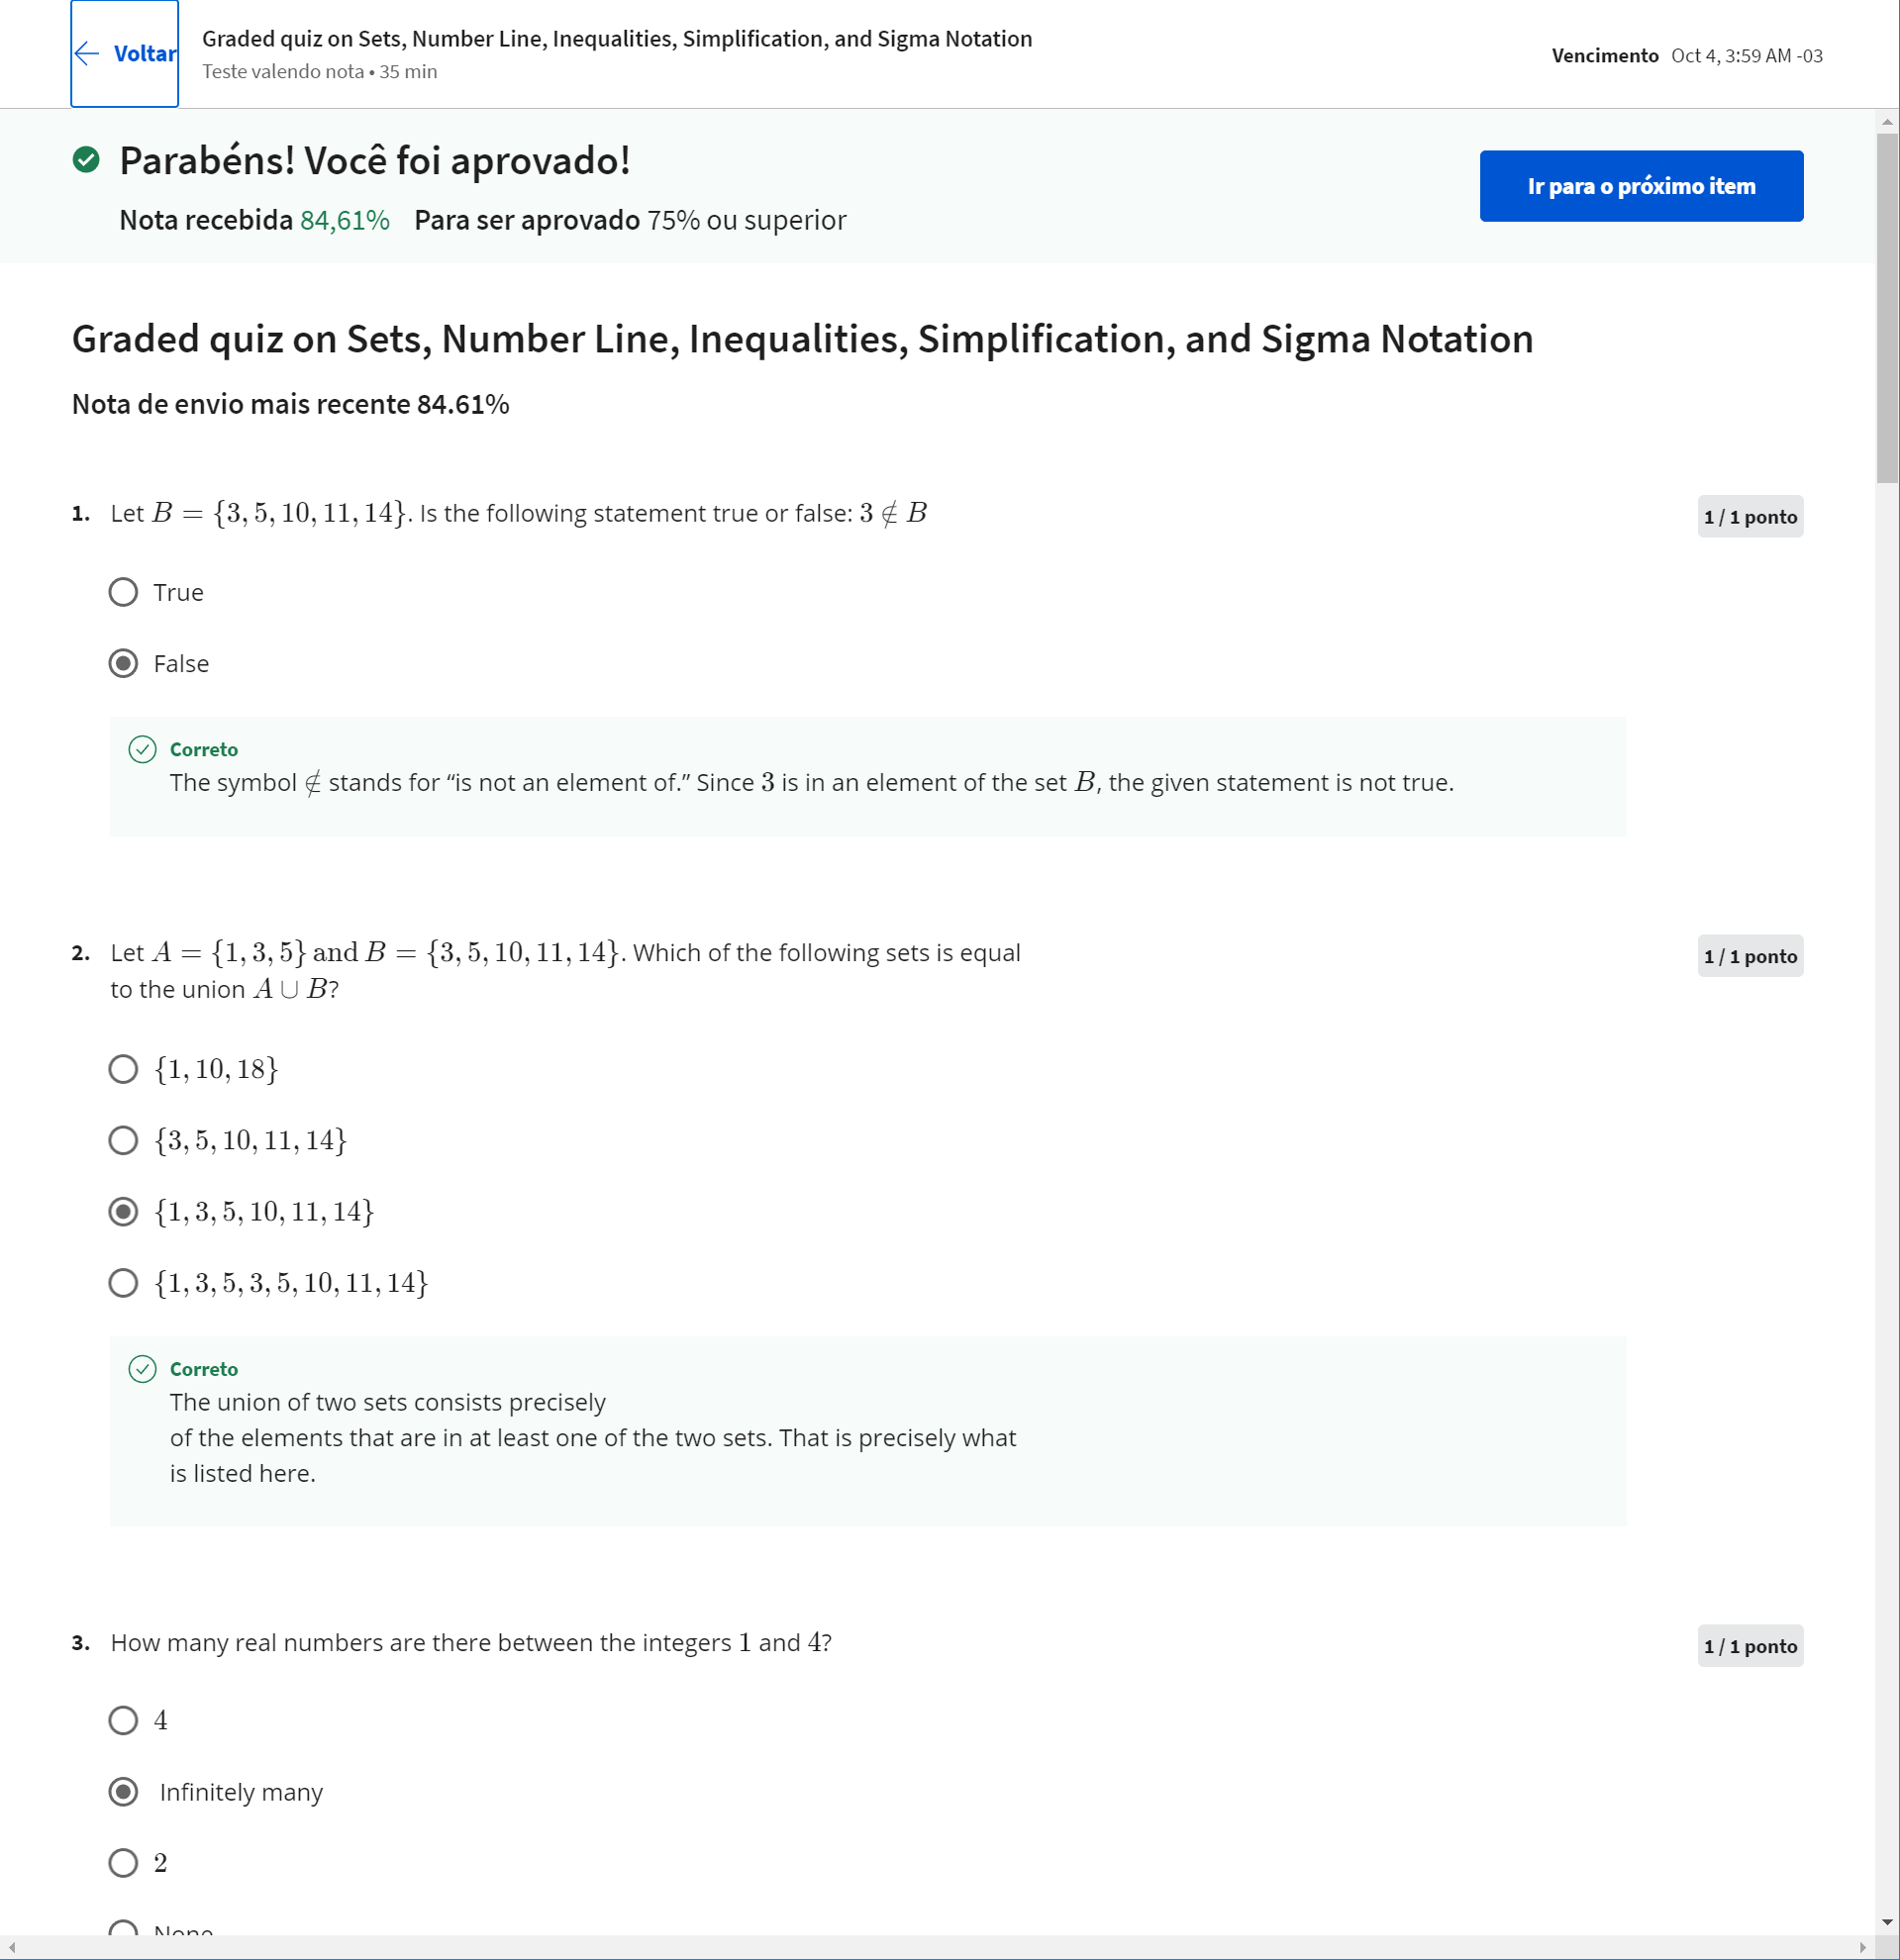 Voltar
Graded quiz on Sets, Number Line, Inequalities, Simplification, and Sigma Notation
Teste valendo nota • 35 min
Vencimento Oct 4, 3:59 AM -03
Parabéns! Você foi aprovado!
Nota recebida 84,61% Para ser aprovado 75% ou superior
Ir para o próximo item
Graded quiz on Sets, Number Line, Inequalities, Simplification, and Sigma Notation
Nota de envio mais recente 84.61%
1. Let B = {3, 5, 10, 11, 14}. Is the following statement true or false: 3 ∉ B
1 / 1 ponto
True
False
Correto
The symbol ∉ stands for “is not an element of.” Since 3 is in an element of the set B, the given statement is not true.
2. Let A = {1, 3, 5} and B = {3, 5, 10, 11, 14}. Which of the following sets is equal
to the union A ∪ B?
1 / 1 ponto
{1, 10, 18}
{3, 5, 10, 11, 14}
{1, 3, 5, 10, 11, 14}
{1, 3, 5, 3, 5, 10, 11, 14}
Correto
The union of two sets consists precisely
of the elements that are in at least one of the two sets. That is precisely what
is listed here.
3. How many real numbers are there between the integers 1 and 4?
1 / 1 ponto
4
Infinitely many
2
None